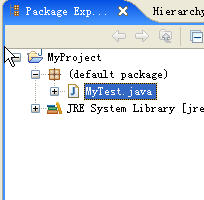 Package Exp... Hierarchy
MyProject
(default package)
MyTest.java
JRE System Library [jre